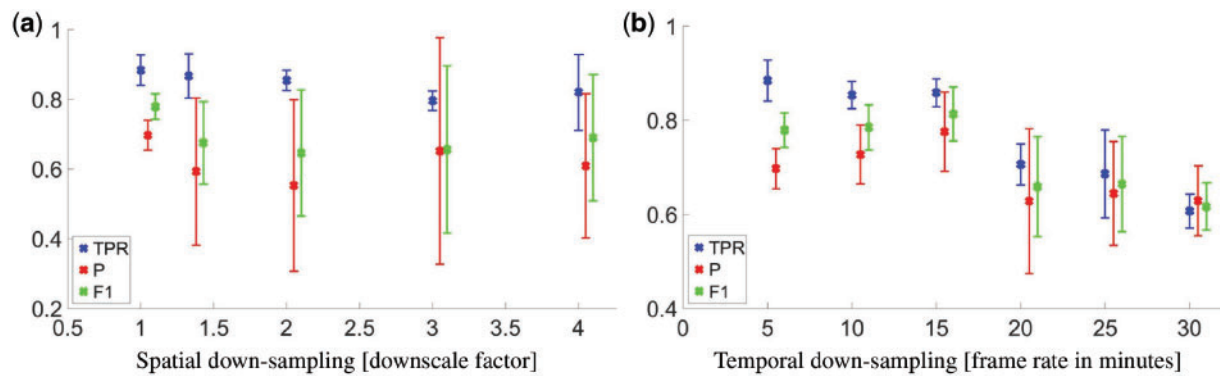 (a)
1
0.8
0.6
0.4
0.2
TPR
P
F1
0.5 1 1.5 2 2.5 3 3.5 4
Spatial down-sampling [downscale factor]
(b)
1
0.8
0.6
0.4
TPR
P
F1
0 5 10 15 20 25 30
Temporal down-sampling [frame rate in minutes]